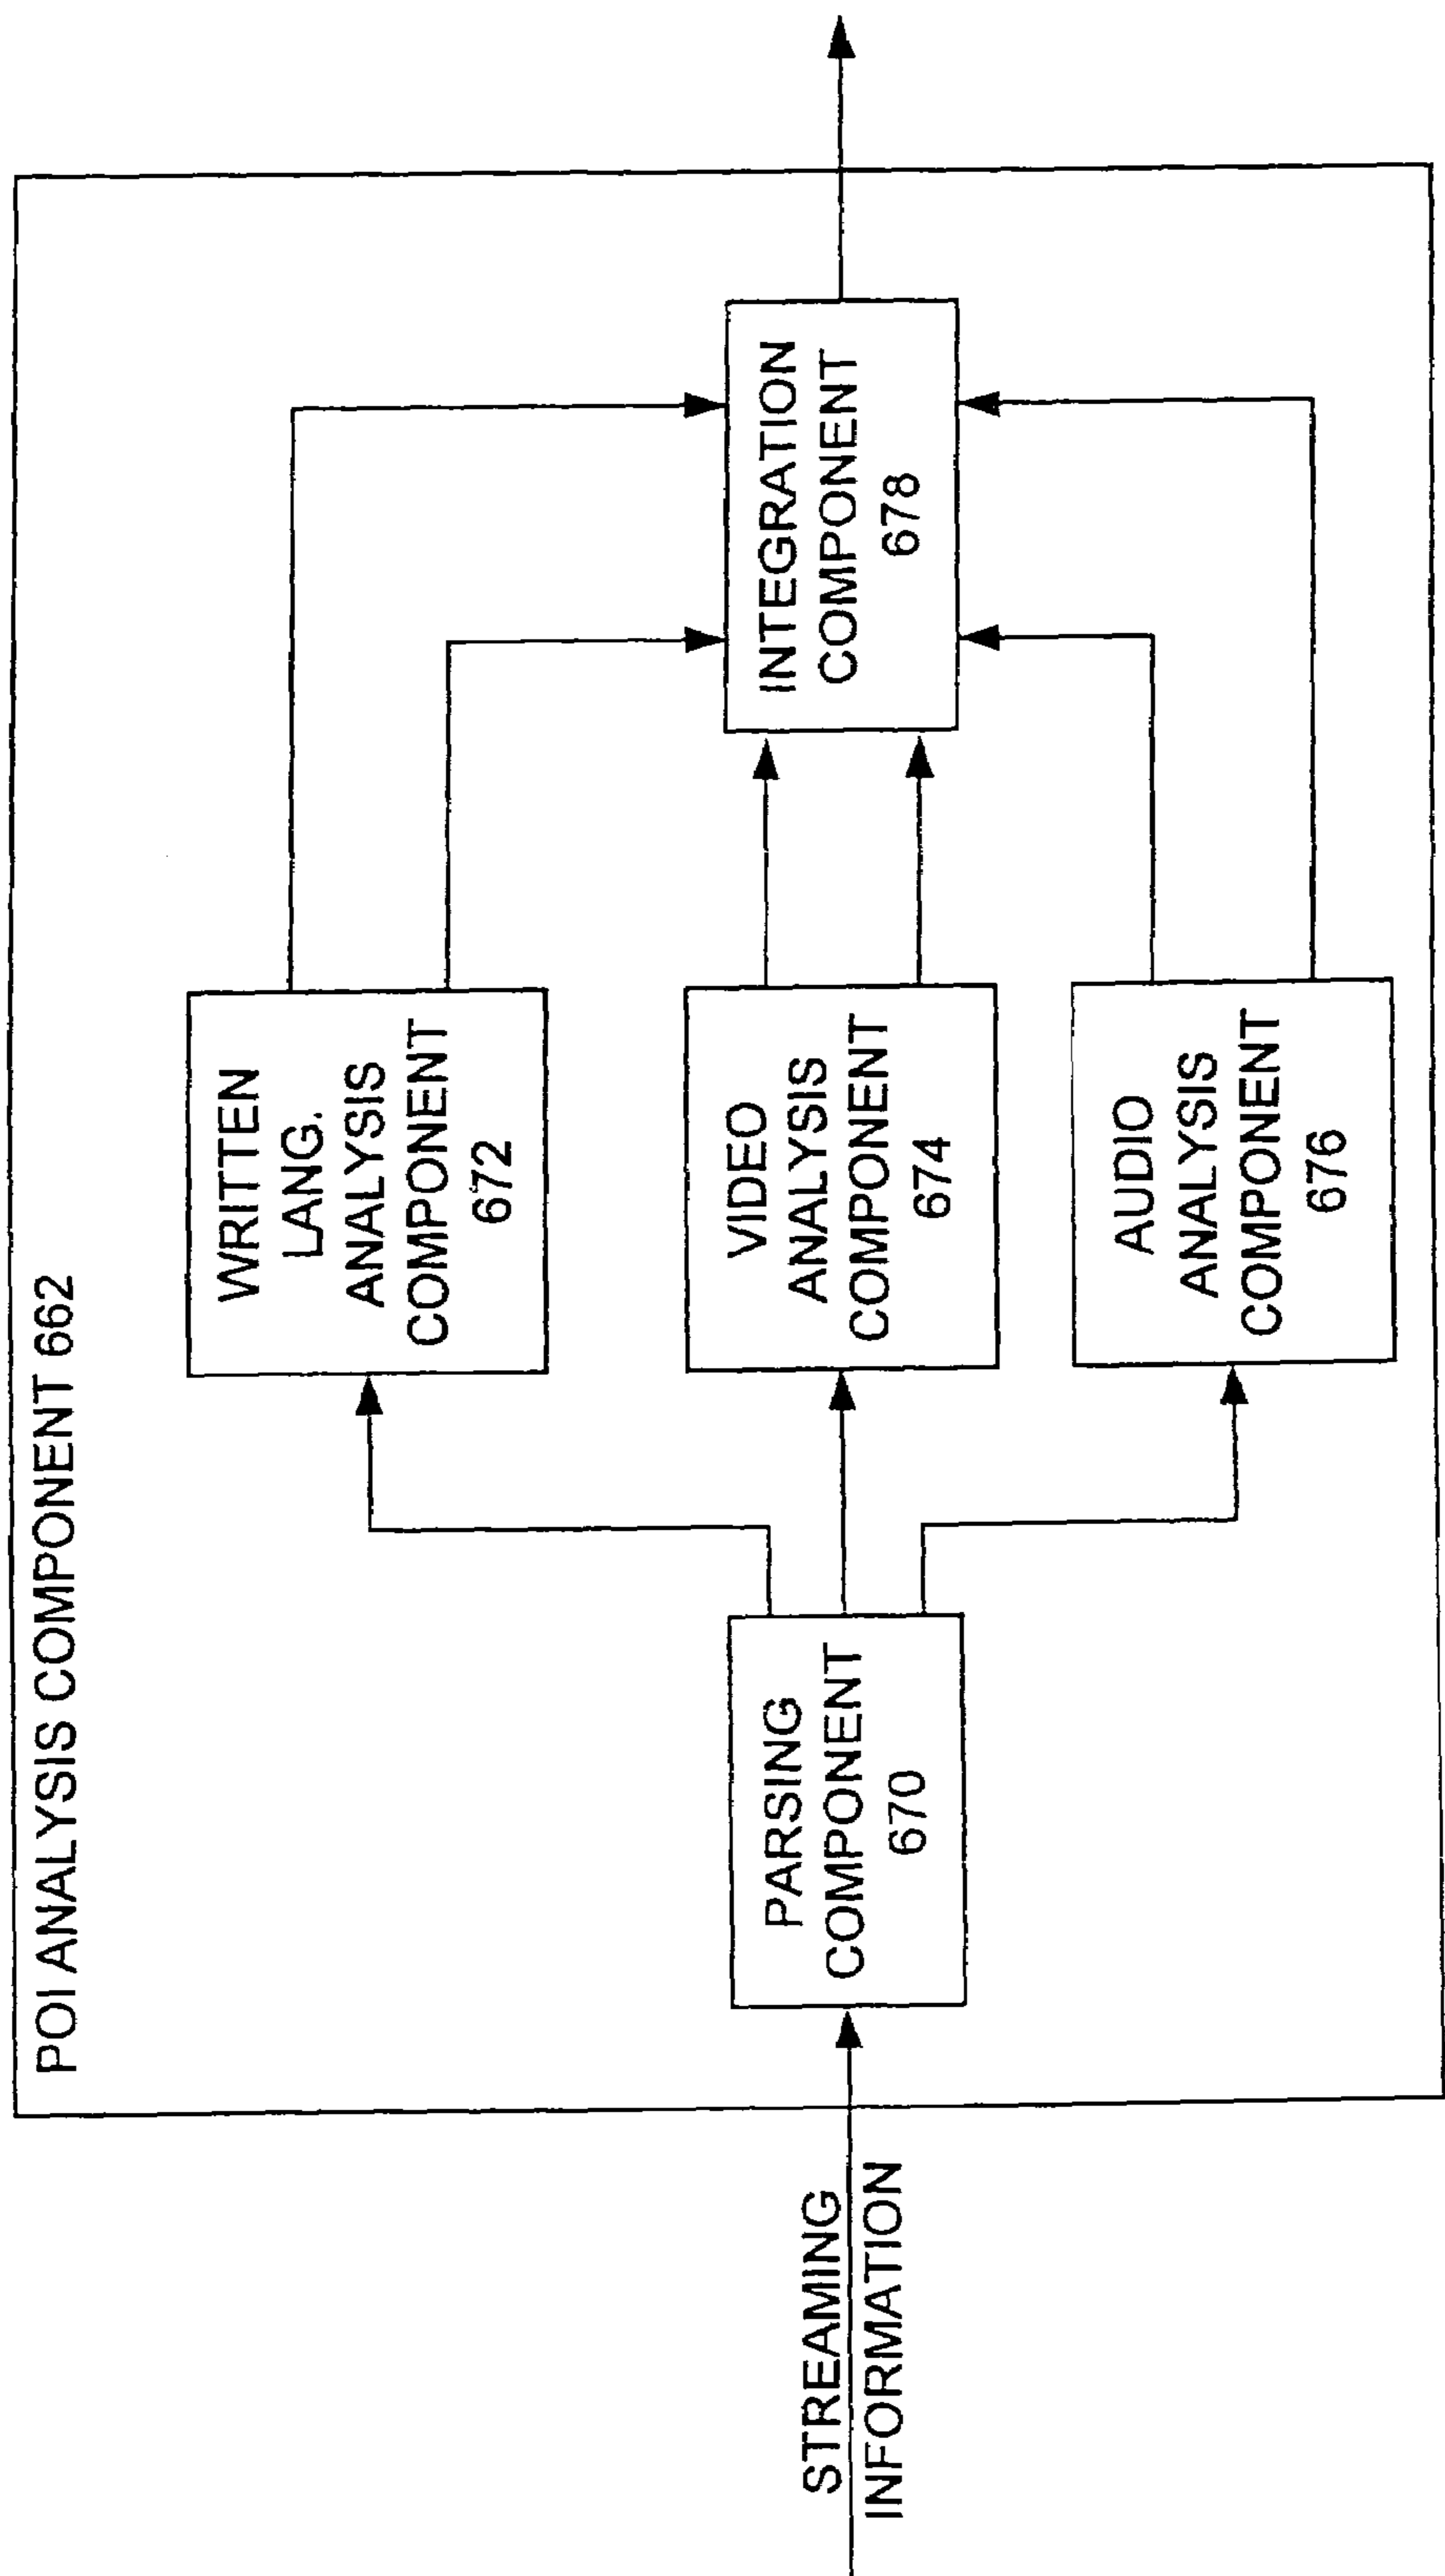 POI ANALYSIS COMPONENT 662
STREAMING
INFORMATION
PARSING
COMPONENT
670
WRITTEN
LANG.
ANALYSIS
COMPONENT
672
VIDEO
ANALYSIS
COMPONENT
674
AUDIO
ANALYSIS
COMPONENT
676
INTEGRATION
COMPONENT
678